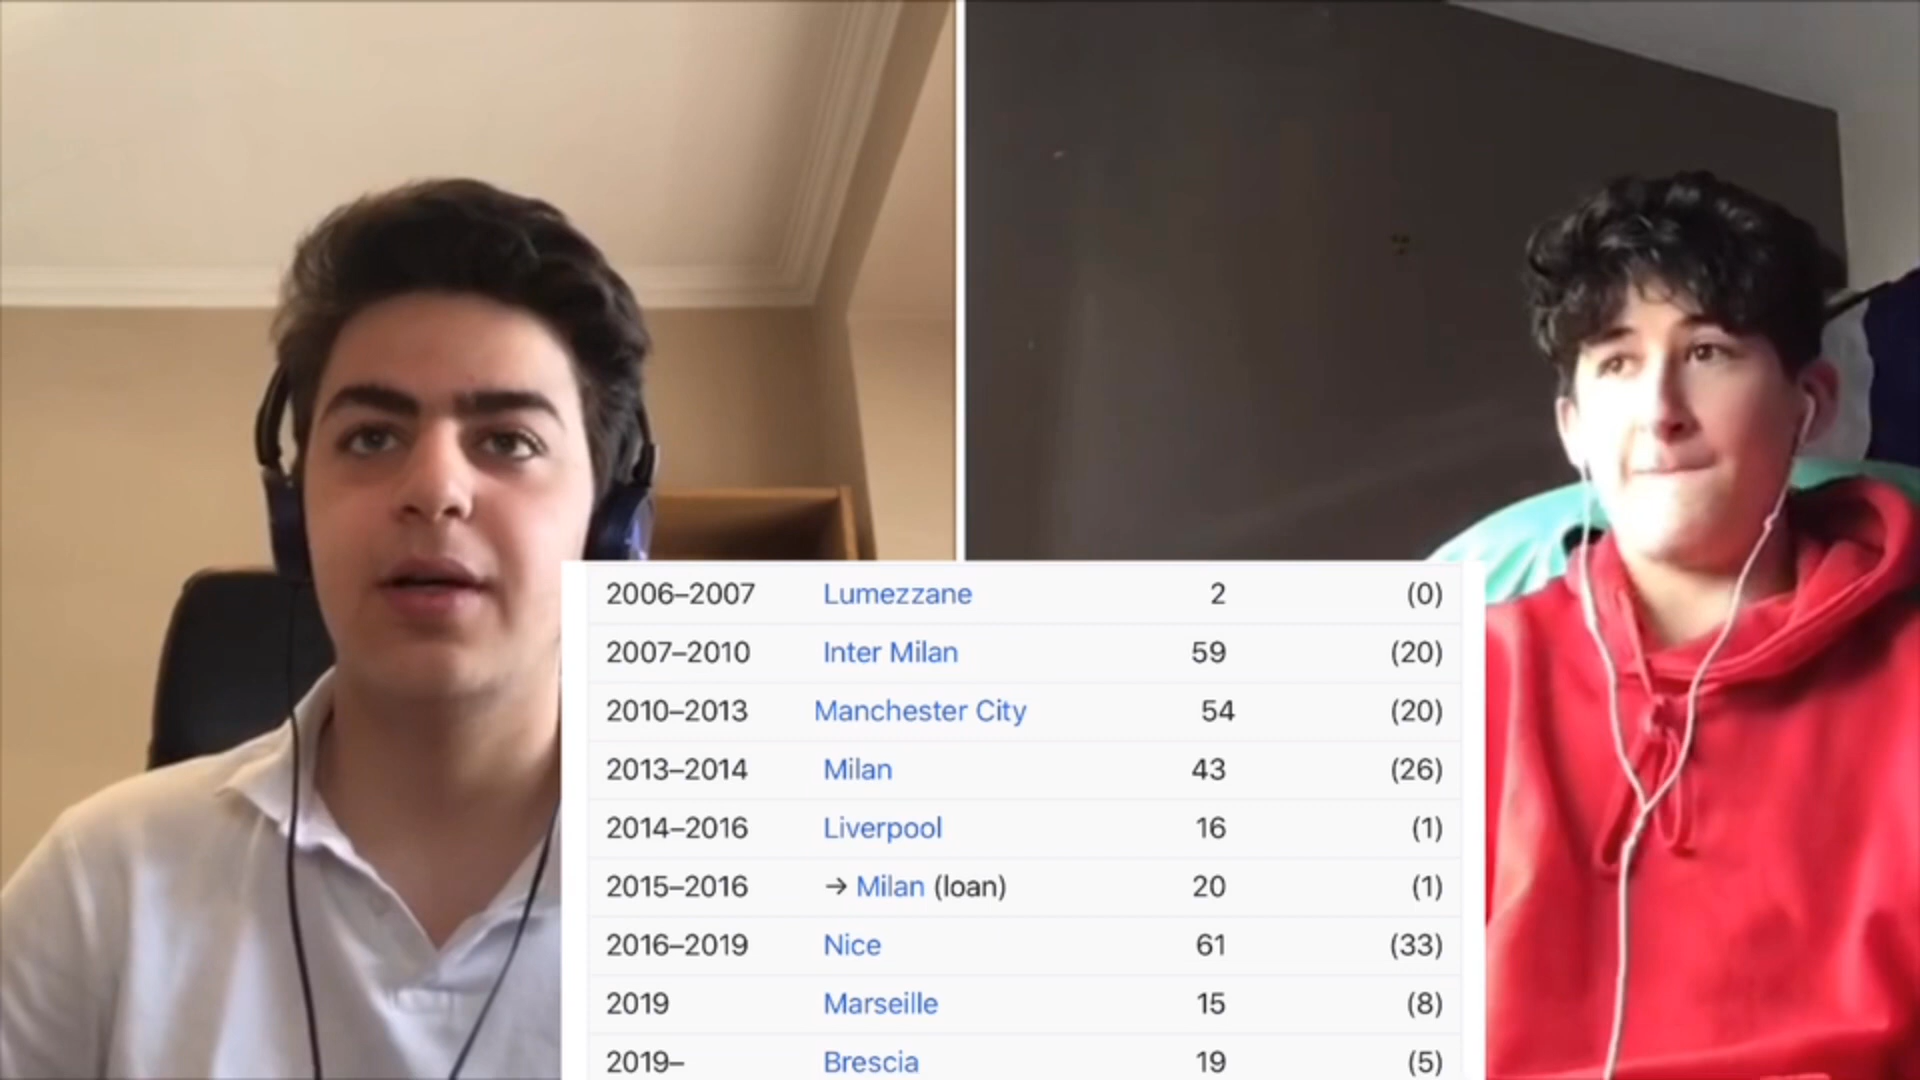 2006–2007 Lumezzane 2 (0)
2007–2010 Inter Milan 59 (20)
2010–2013 Manchester City 54 (20)
2013–2014 Milan 43 (26)
2014–2016 Liverpool 16 (1)
2015–2016 → Milan (loan) 20 (1)
2016–2019 Nice 61 (33)
2019 Marseille 15 (8)
2019– Brescia 19 (5)